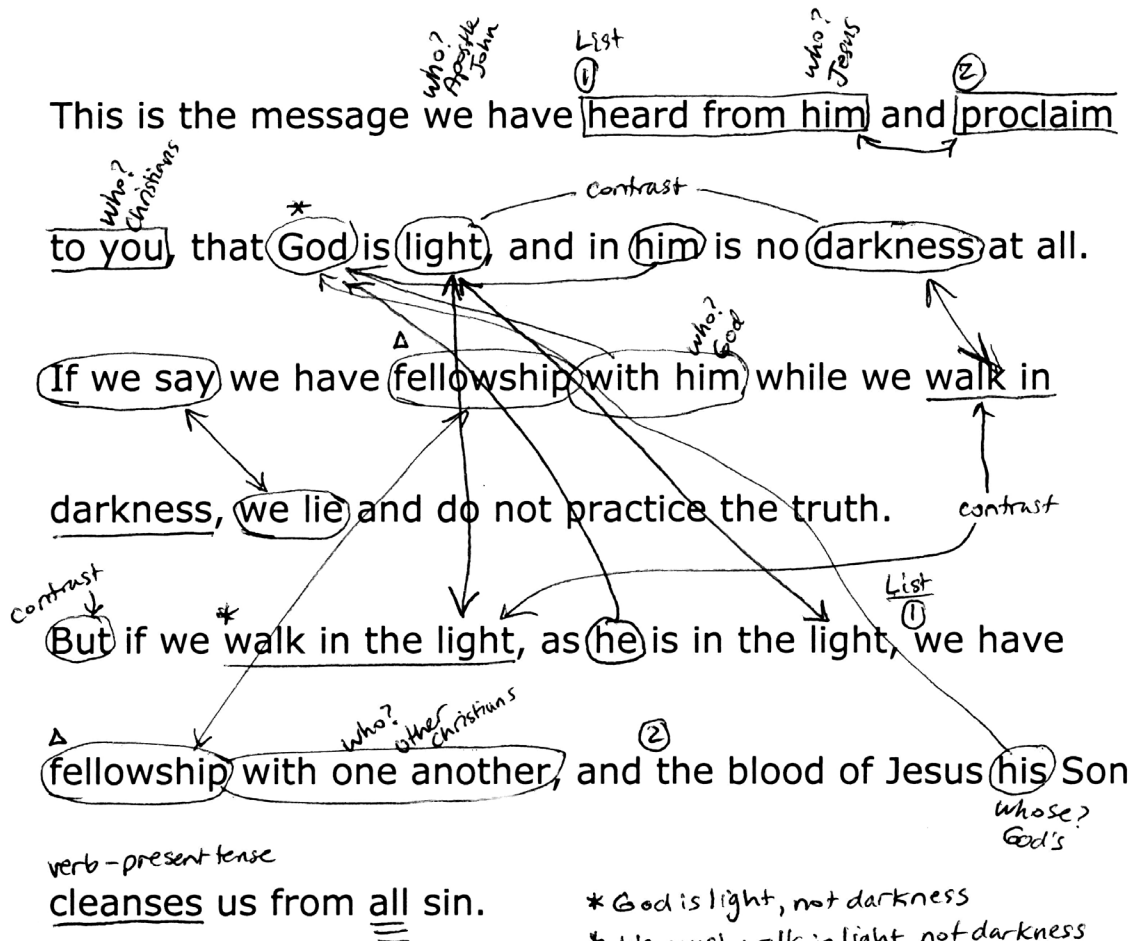 who? Apostle John
List
①
who? Jesus
②
This is the message we have heard from him and proclaim
who? Christians
*
contrast
to you, that God is light, and in him is no darkness at all.
Δ
who? God
If we say we have fellowship with him while we walk in
darkness, we lie and do not practice the truth.
contrast
contrast
*
List
①
But if we walk in the light, as he is in the light, we have
Δ
who? other christians
②
fellowship with one another, and the blood of Jesus his Son
whose?
God's
verb - present tense
cleanses us from all sin.
* God is light, not darkness
* walk in light, not darkness